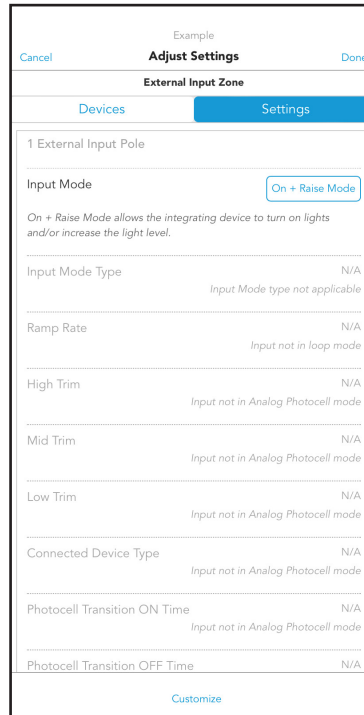 Example
Cancel Adjust Settings Done
External Input Zone
Devices Settings
1 External Input Pole
Input Mode On + Raise Mode
On + Raise Mode allows the integrating device to turn on lights
and/or increase the light level.
Input Mode Type N/A
Input Mode type not applicable
Ramp Rate N/A
Input not in loop mode
High Trim N/A
Input not in Analog Photocell mode
Mid Trim N/A
Input not in Analog Photocell mode
Low Trim N/A
Input not in Analog Photocell mode
Connected Device Type N/A
Input not in Analog Photocell mode
Photocell Transition ON Time N/A
Input not in Analog Photocell mode
Photocell Transition OFF Time N/A
Customize